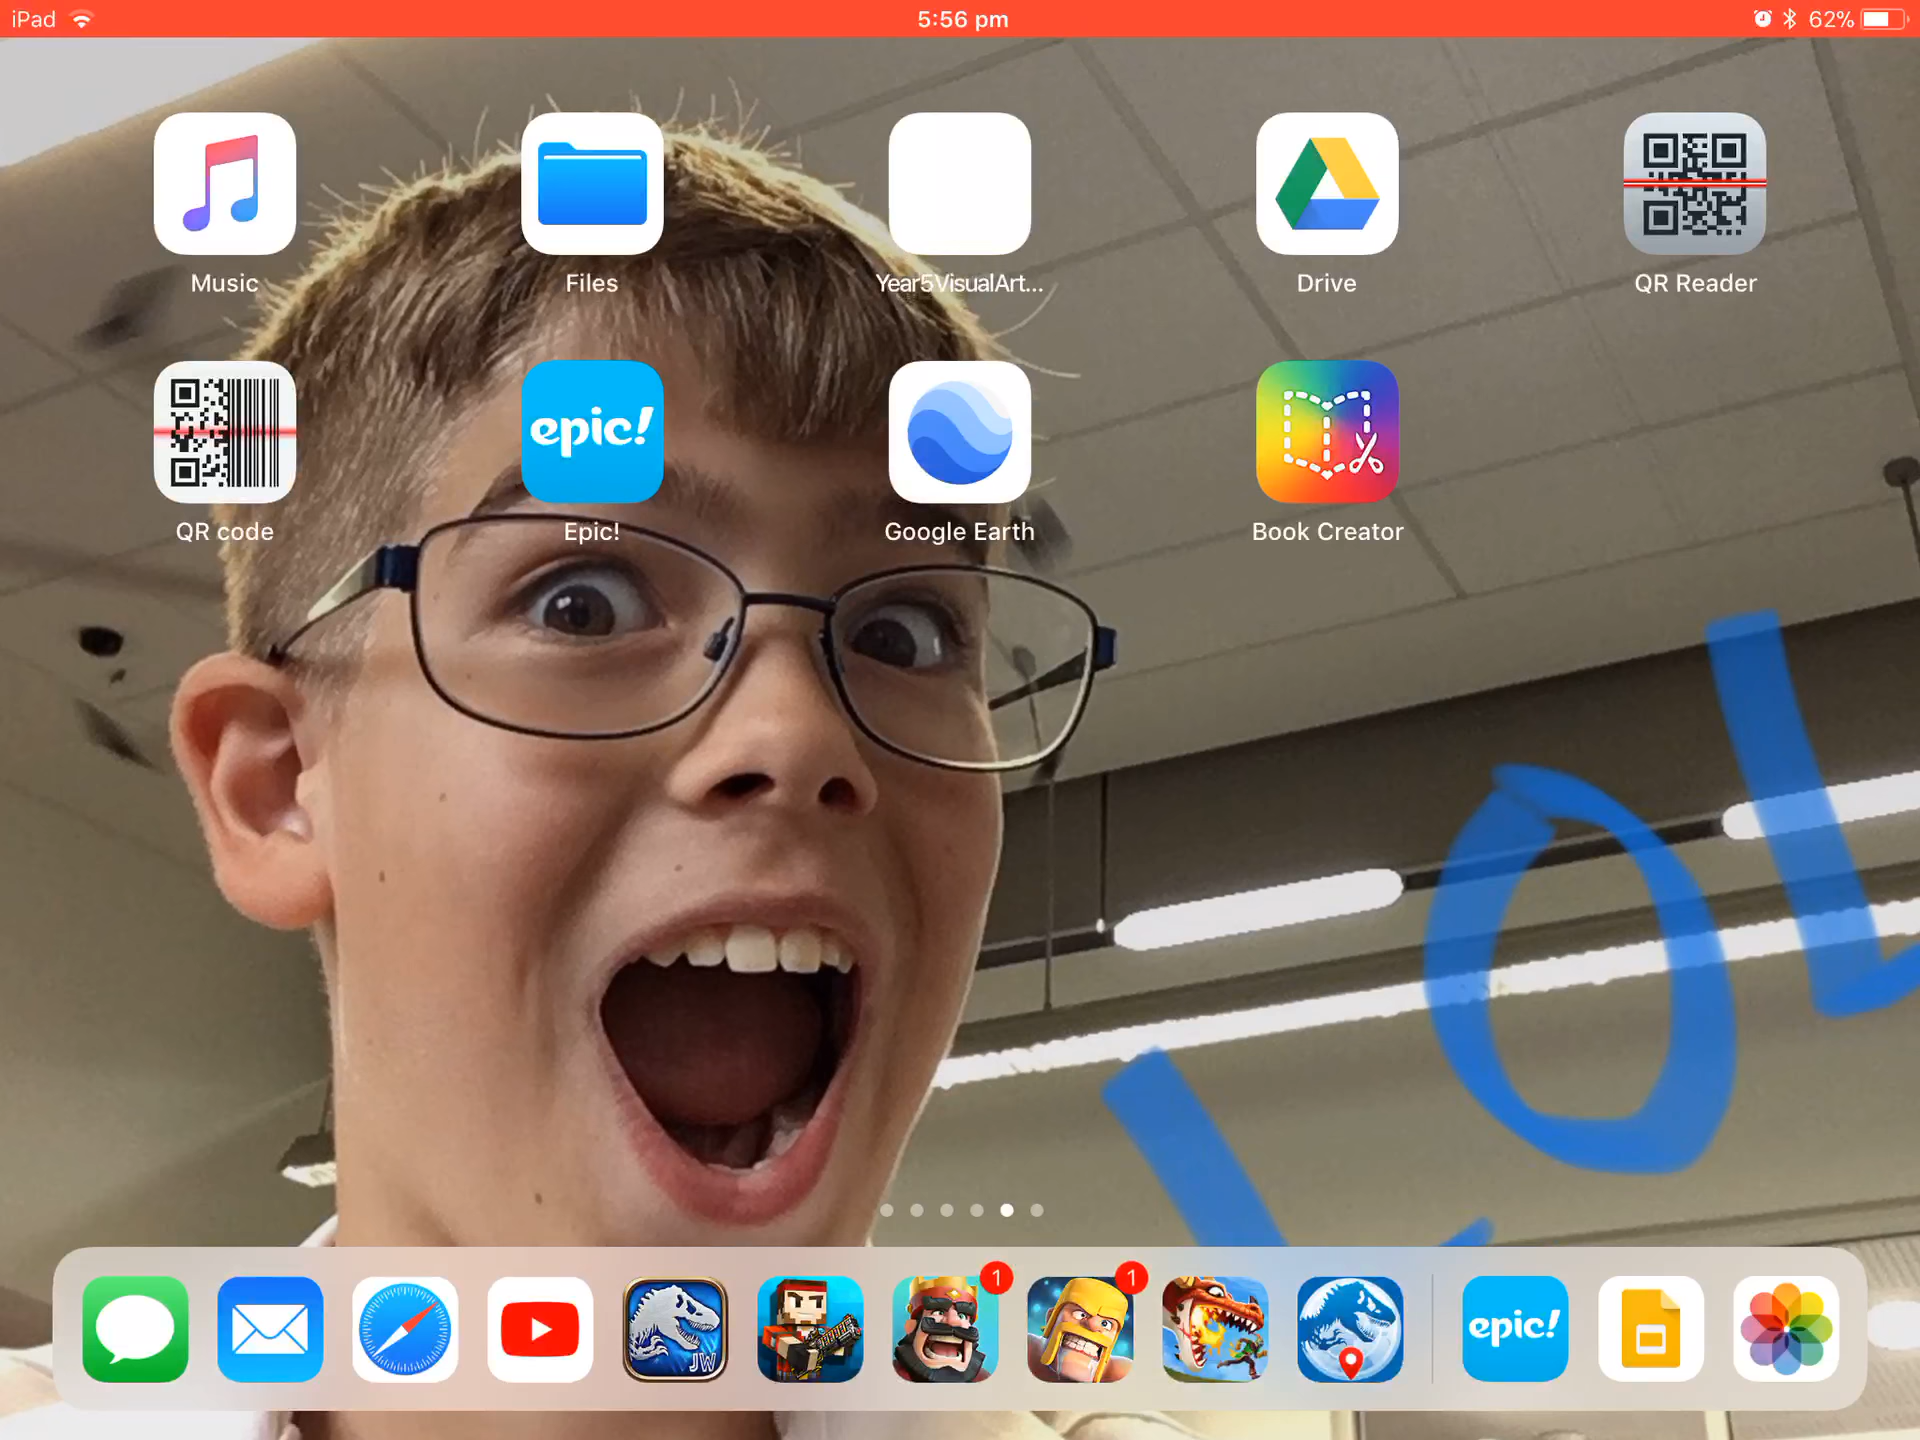 iPad 5:56 pm 62%
Music Files Year5VisualArt... Drive QR Reader
epic!
QR code Epic! Google Earth Book Creator
LOL
1 1
JW epic!